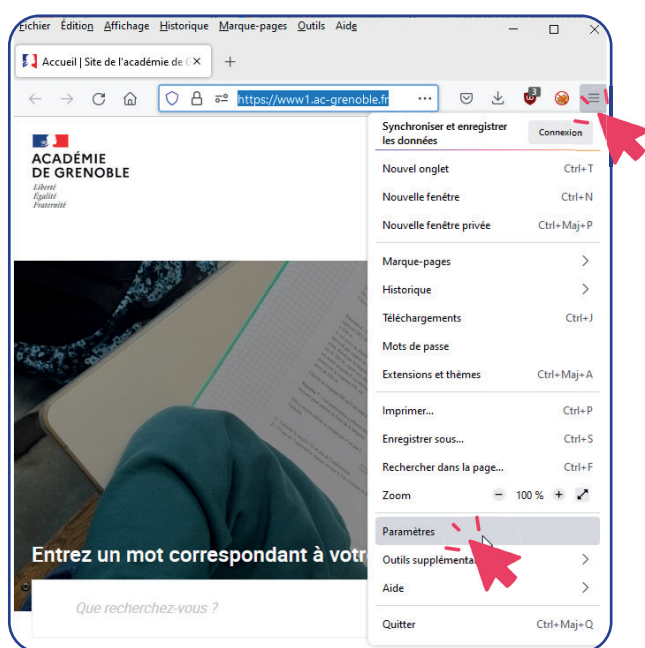 Fichier Édition Affichage Historique Marque-pages Outils Aide
Accueil | Site de l'académie de G
https://www1.ac-grenoble.fr
3
ACADÉMIE
DE GRENOBLE
Liberté
Égalité
Fraternité
Entrez un mot correspondant à votr
Que recherchez-vous ?
Synchroniser et enregistrer
les données
Connexion
Nouvel onglet Ctrl+T
Nouvelle fenêtre Ctrl+N
Nouvelle fenêtre privée Ctrl+Maj+P
Marque-pages
Historique
Téléchargements Ctrl+J
Mots de passe
Extensions et thèmes Ctrl+Maj+A
Imprimer... Ctrl+P
Enregistrer sous... Ctrl+S
Rechercher dans la page... Ctrl+F
Zoom − 100 % +
Paramètres
Outils supplémenta
Aide
Quitter Ctrl+Maj+Q